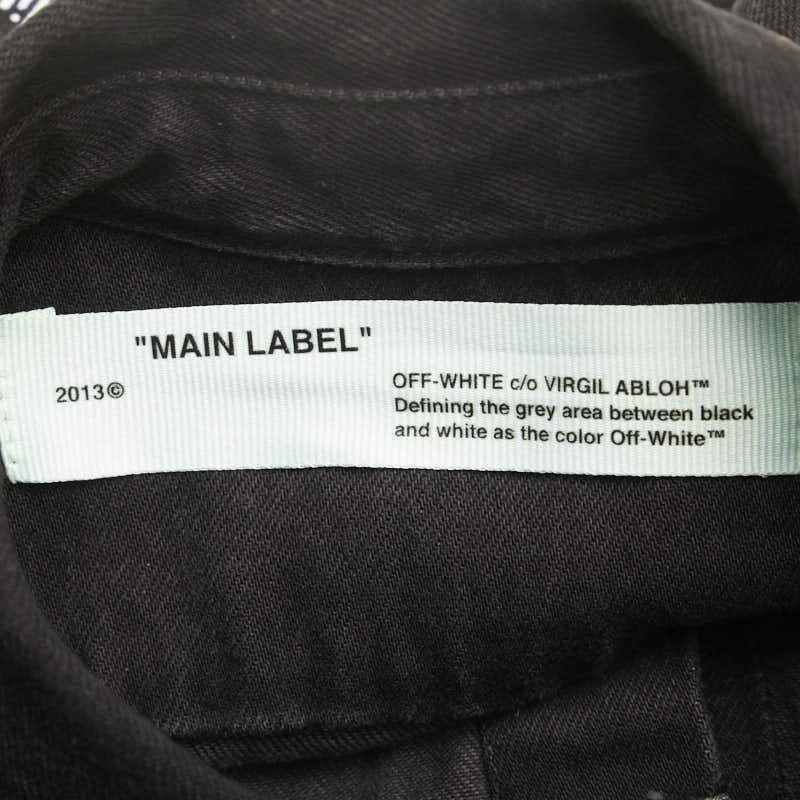 "MAIN LABEL"
2013©
OFF-WHITE c/o VIRGIL ABLOH™
Defining the grey area between black
and white as the color Off-White™